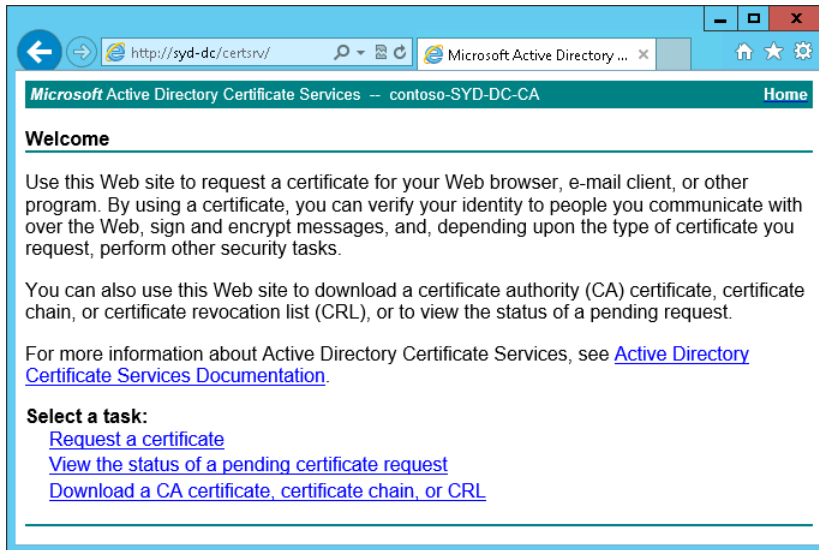 http://syd-dc/certsrv/
Microsoft Active Directory ...
Microsoft Active Directory Certificate Services -- contoso-SYD-DC-CA
Home
Welcome
Use this Web site to request a certificate for your Web browser, e-mail client, or other
program. By using a certificate, you can verify your identity to people you communicate with
over the Web, sign and encrypt messages, and, depending upon the type of certificate you
request, perform other security tasks.
You can also use this Web site to download a certificate authority (CA) certificate, certificate
chain, or certificate revocation list (CRL), or to view the status of a pending request.
For more information about Active Directory Certificate Services, see Active Directory
Certificate Services Documentation.
Select a task:
Request a certificate
View the status of a pending certificate request
Download a CA certificate, certificate chain, or CRL